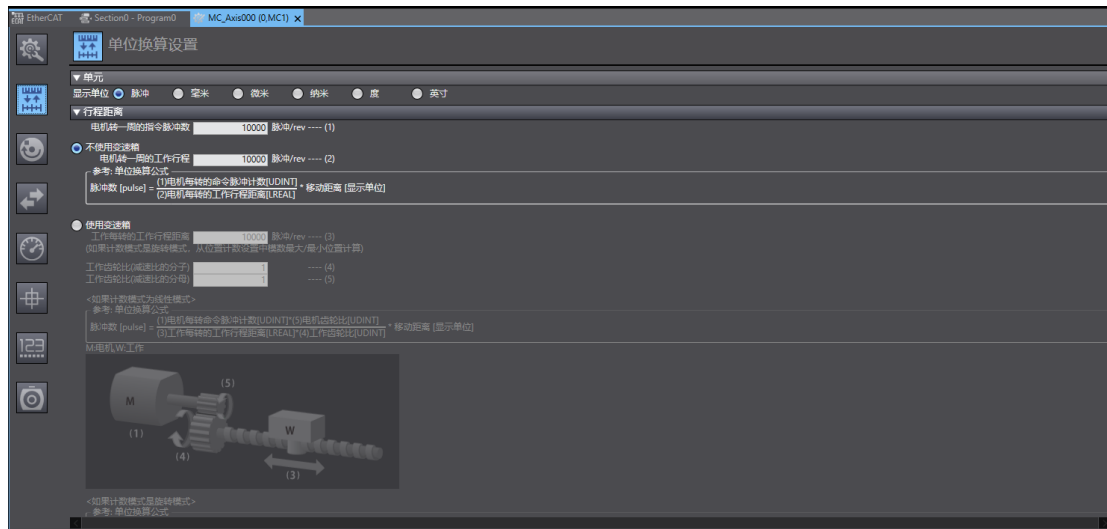 EtherCAT Section0 - Program0 MC_Axis000 (0,MC1) x
单位换算设置
▼单元
显示单位 脉冲 毫米 微米 纳米 度 英寸
▼行程距离
电机转一周的指令脉冲数 10000 脉冲/rev ---- (1)
不使用变速箱
电机转一周的工作行程 10000 脉冲/rev ---- (2)
参考: 单位换算公式
脉冲数 [pulse] = (1)电机每转的命令脉冲计数[UDINT] * 移动距离 [显示单位]
(2)电机每转的工作行程距离[LREAL]
使用变速箱
工作每转的工作行程距离 10000 脉冲/rev ---- (3)
(如果计数模式是旋转模式，从位置计数设置中模数最大/最小位置计算)
工作齿轮比(减速比的分子) 1 ---- (4)
工作齿轮比(减速比的分母) 1 ---- (5)
<如果计数模式为线性模式>
参考: 单位换算公式
脉冲数 [pulse] = (1)电机每转命令脉冲计数[UDINT]*(5)电机齿轮比[UDINT] * 移动距离 [显示单位]
(3)工作每转的工作行程距离[LREAL]*(4)工作齿轮比[UDINT]
M:电机,W:工作
(5)
M
W
(1)
(4)
(3)
<如果计数模式是旋转模式>
参考: 单位换算公式
123